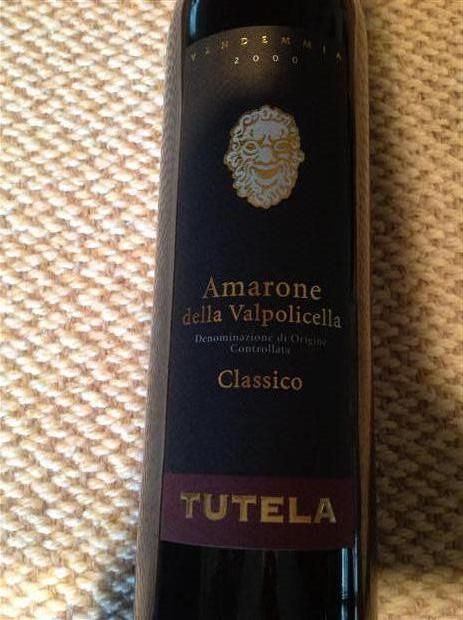 VENDEMMIA
2000
Amarone
della Valpolicella
Denominazione di Origine
Controllata
Classico
TUTELA